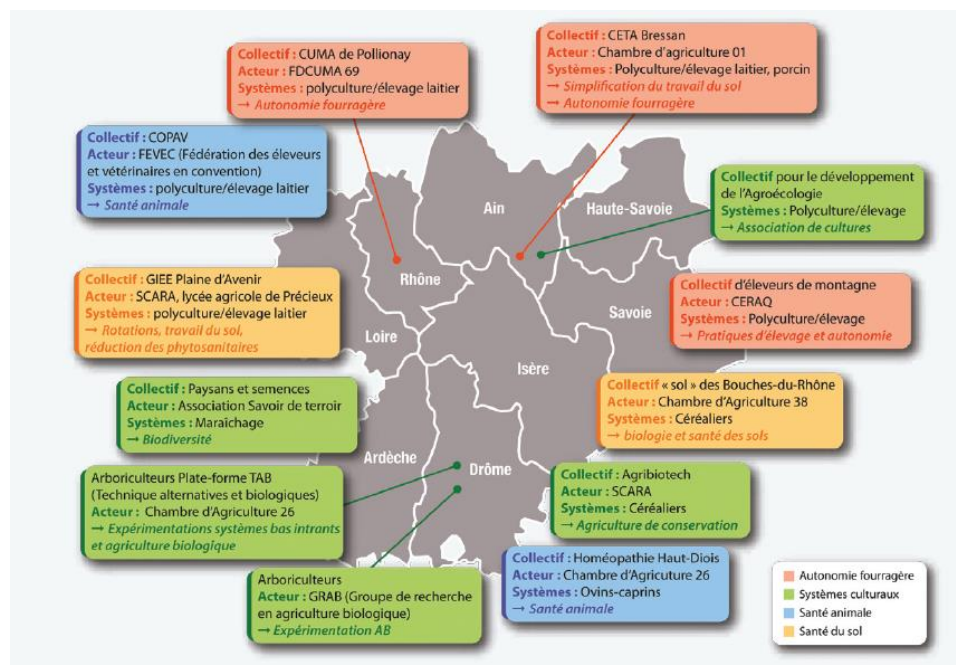 Collectif : CUMA de Pollionay
Acteur : FDCUMA 69
Systèmes : polyculture/élevage laitier
→ Autonomie fourragère
Collectif : CETA Bressan
Acteur : Chambre d'agriculture 01
Systèmes : Polyculture/élevage laitier, porcin
→ Simplification du travail du sol
→ Autonomie fourragère
Collectif : COPAV
Acteur : FEVEC (Fédération des éleveurs
et vétérinaires en convention)
Systèmes : polyculture/élevage laitier
→ Santé animale
Collectif pour le développement
de l'Agroécologie
Systèmes : Polyculture/élevage
→ Association de cultures
Ain
Haute-Savoie
Rhône
Savoie
Loire
Isère
Ardèche
Drôme
Collectif : GIEE Plaine d'Avenir
Acteur : SCARA, lycée agricole de Précieux
Systèmes : polyculture/élevage laitier
→ Rotations, travail du sol,
réduction des phytosanitaires
Collectif d'éleveurs de montagne
Acteur : CERAQ
Systèmes : Polyculture/élevage
→ Pratiques d'élevage et autonomie
Collectif : Paysans et semences
Acteur : Association Savoir de terroir
Systèmes : Maraîchage
→ Biodiversité
Collectif « sol » des Bouches-du-Rhône
Acteur : Chambre d'Agriculture 38
Systèmes : Céréaliers
→ biologie et santé des sols
Arboriculteurs Plate-forme TAB
(Technique alternatives et biologiques)
Acteur : Chambre d'Agriculture 26
→ Expérimentations systèmes bas intrants
et agriculture biologique
Collectif : Agribiotech
Acteur : SCARA
Systèmes : Céréaliers
→ Agriculture de conservation
Arboriculteurs
Acteur : GRAB (Groupe de recherche
en agriculture biologique)
→ Expérimentation AB
Collectif : Homéopathie Haut-Diois
Acteur : Chambre d'Agricuture 26
Systèmes : Ovins-caprins
→ Santé animale
Autonomie fourragère
Systèmes culturaux
Santé animale
Santé du sol